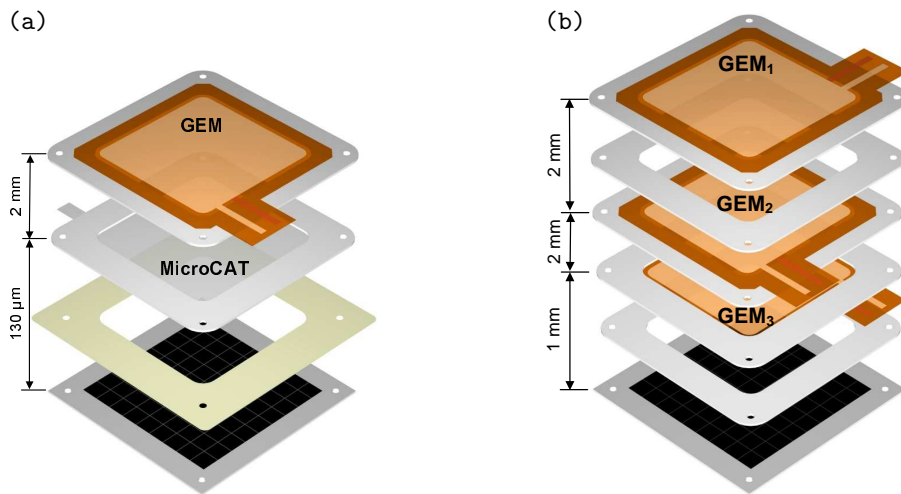 (a)
GEM
2 mm
MicroCAT
130 µm
(b)
GEM₁
2 mm
GEM₂
2 mm
GEM₃
1 mm